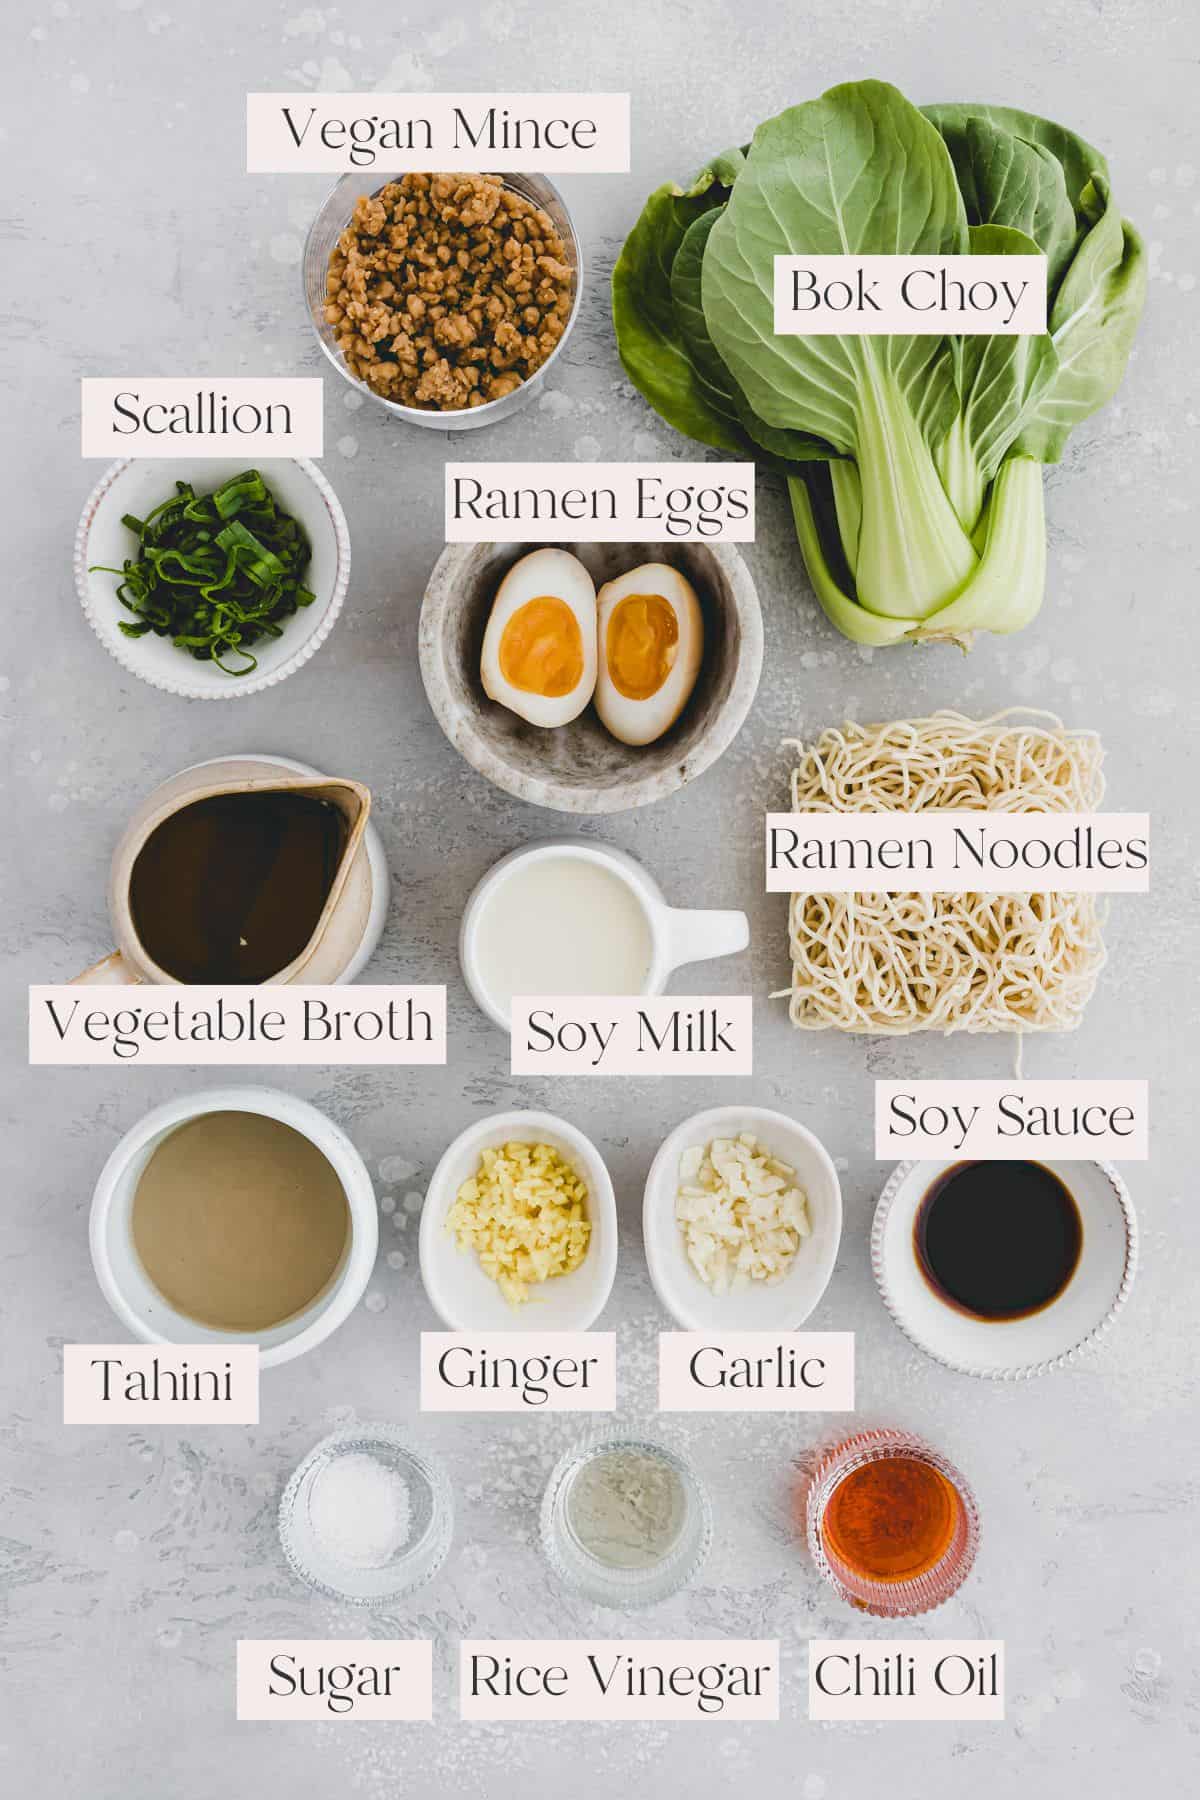 Vegan Mince
Bok Choy
Scallion
Ramen Eggs
Ramen Noodles
Vegetable Broth
Soy Milk
Soy Sauce
Tahini
Ginger
Garlic
Sugar
Rice Vinegar
Chili Oil